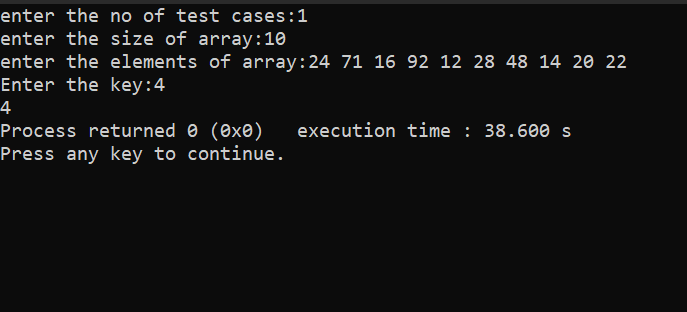 enter the no of test cases:1
enter the size of array:10
enter the elements of array:24 71 16 92 12 28 48 14 20 22
Enter the key:4
4
Process returned 0 (0x0)   execution time : 38.600 s
Press any key to continue.